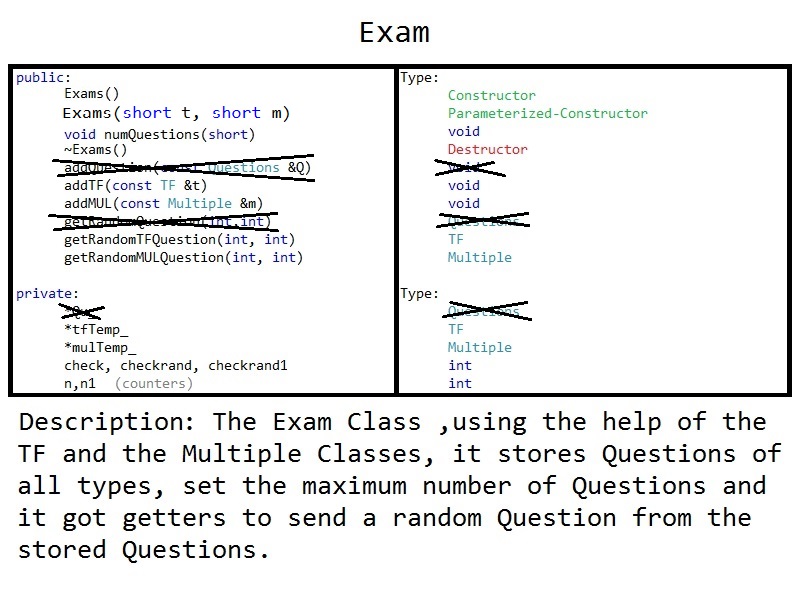 Exam
public:
Exams()
Exams(short t, short m)
void numQuestions(short)
~Exams()
addQuestion(const Questions &Q)
addTF(const TF &t)
addMUL(const Multiple &m)
getRandomQuestion(int,int)
getRandomTFQuestion(int, int)
getRandomMULQuestion(int, int)
private:
*tfTemp_
*mulTemp_
check, checkrand, checkrand1
n,n1 (counters)
Type:
Constructor
Parameterized-Constructor
void
Destructor
void
void
void
Questions
TF
Multiple
Type:
Questions
TF
Multiple
int
int
Description: The Exam Class ,using the help of the
TF and the Multiple Classes, it stores Questions of
all types, set the maximum number of Questions and
it got getters to send a random Question from the
stored Questions.